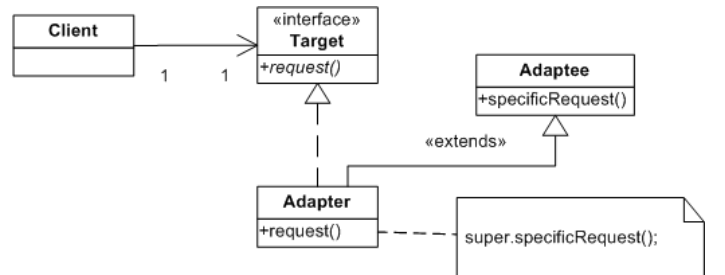 Client
«interface»
Target
+request()
1
1
Adaptee
+specificRequest()
«extends»
Adapter
+request()
super.specificRequest();